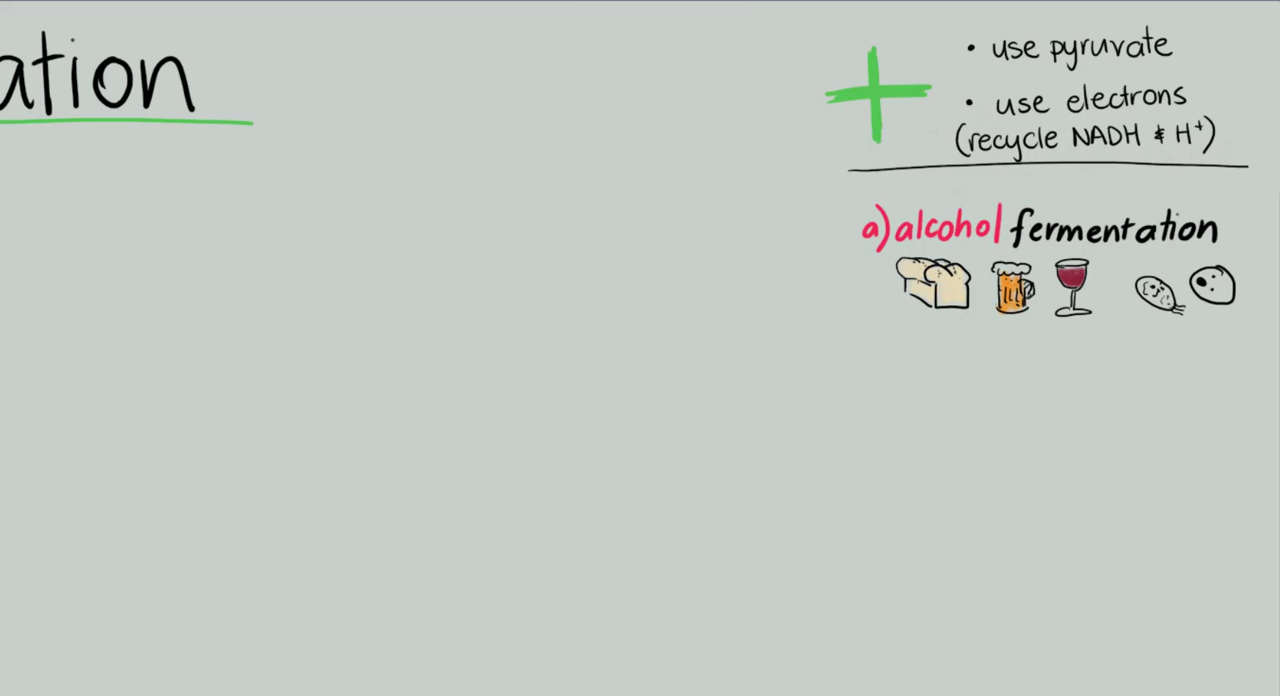 ation
• use pyruvate
• use electrons
(recycle NADH & H⁺)
a) alcohol fermentation